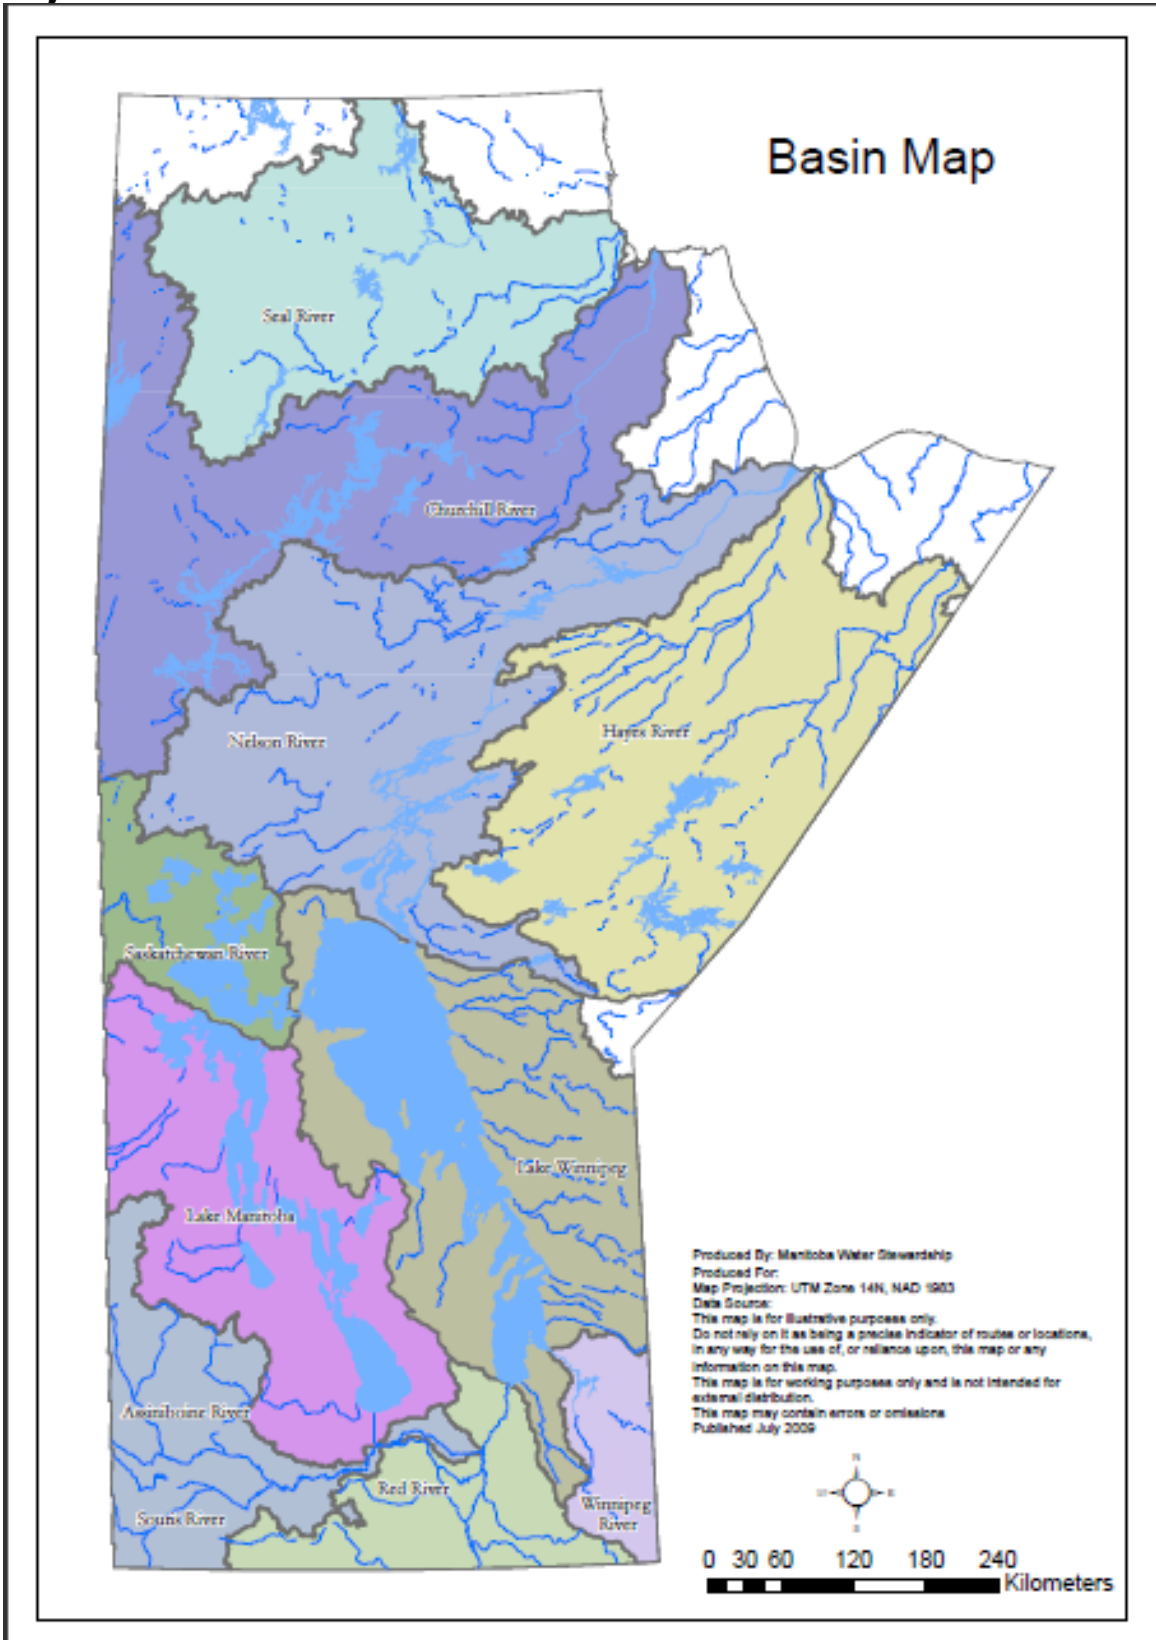 Basin Map
Seal River
Churchill River
Nelson River
Hayes River
Saskatchewan River
Lake Winnipeg
Lake Manitoba
Produced By: Manitoba Water Stewardship
Produced For:
Map Projection: UTM Zone 14N, NAD 1983
Data Source:
This map is for illustrative purposes only.
Do not rely on it as being a precise indicator of routes or locations,
in any way for the use of, or reliance upon, this map or any
information on this map.
This map is for working purposes only and is not intended for
external distribution.
This map may contain errors or omissions
Published July 2009
Assiniboine River
Red River
Souris River
Winnipeg
River
N
E
S
0 30 60 120 180 240
Kilometers